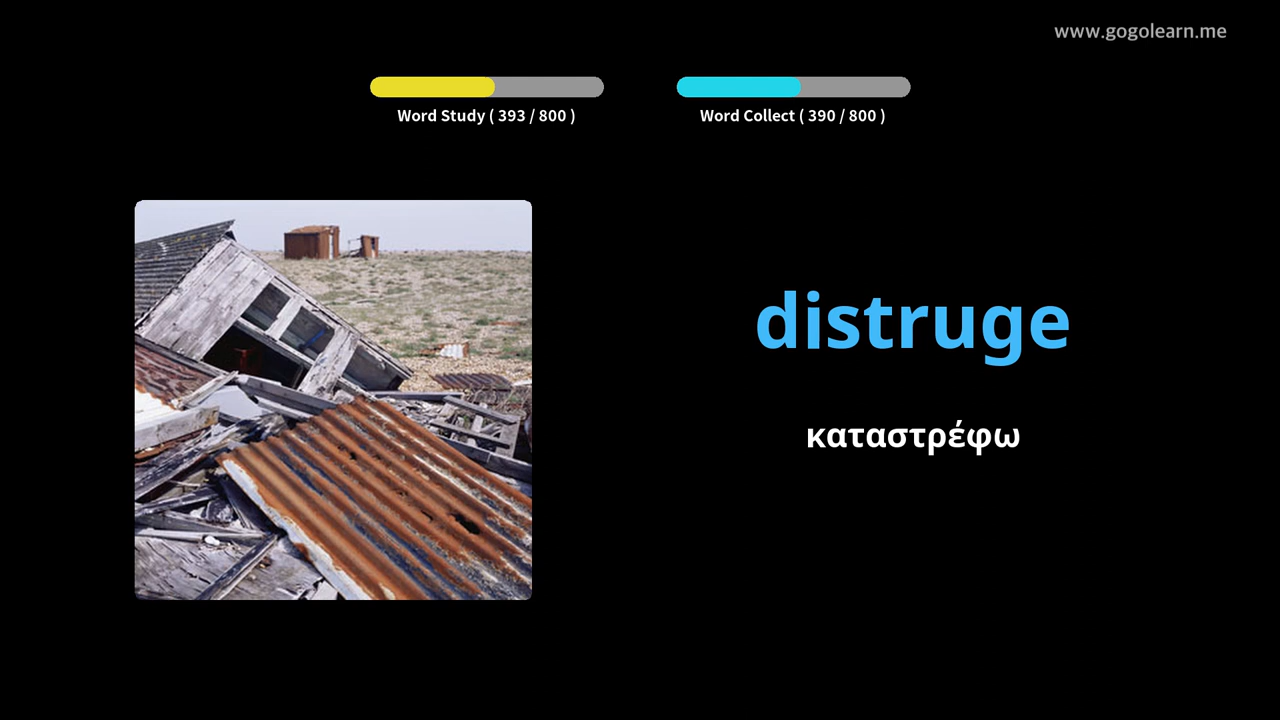 www.gogolearn.me
Word Study ( 393 / 800 )
Word Collect ( 390 / 800 )
distruge
καταστρέφω